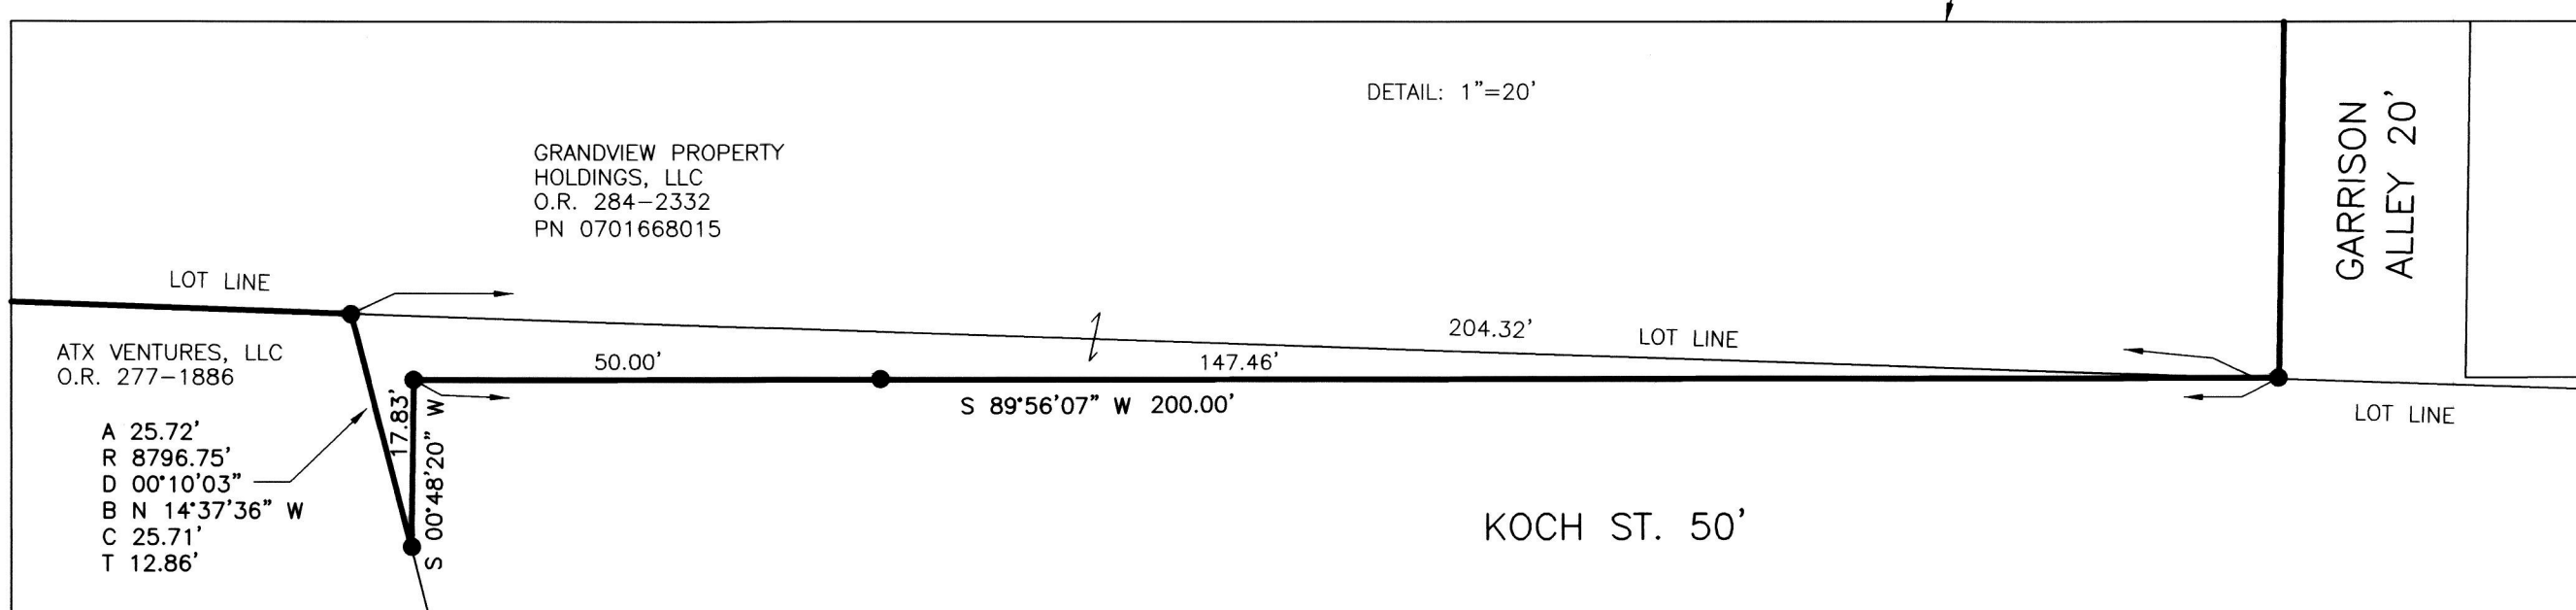 DETAIL: 1"=20'
GRANDVIEW PROPERTY
HOLDINGS, LLC
O.R. 284-2332
PN 0701668015
GARRISON
ALLEY 20'
LOT LINE
204.32'
LOT LINE
ATX VENTURES, LLC
O.R. 277-1886
50.00'
147.46'
S 89°56'07" W 200.00'
17.83'
S 00°48'20" W
LOT LINE
A 25.72'
R 8796.75'
D 00°10'03"
B N 14°37'36" W
C 25.71'
T 12.86'
KOCH ST. 50'